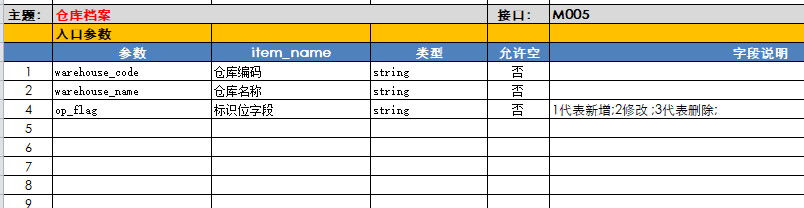 主题: 仓库档案 接口: M005
入口参数
参数 item_name 类型 允许空 字段说明
1 warehouse_code 仓库编码 string 否
2 warehouse_name 仓库名称 string 否
4 op_flag 标识位字段 string 否 1代表新增;2修改 ;3代表删除;
5
6
7
8
9